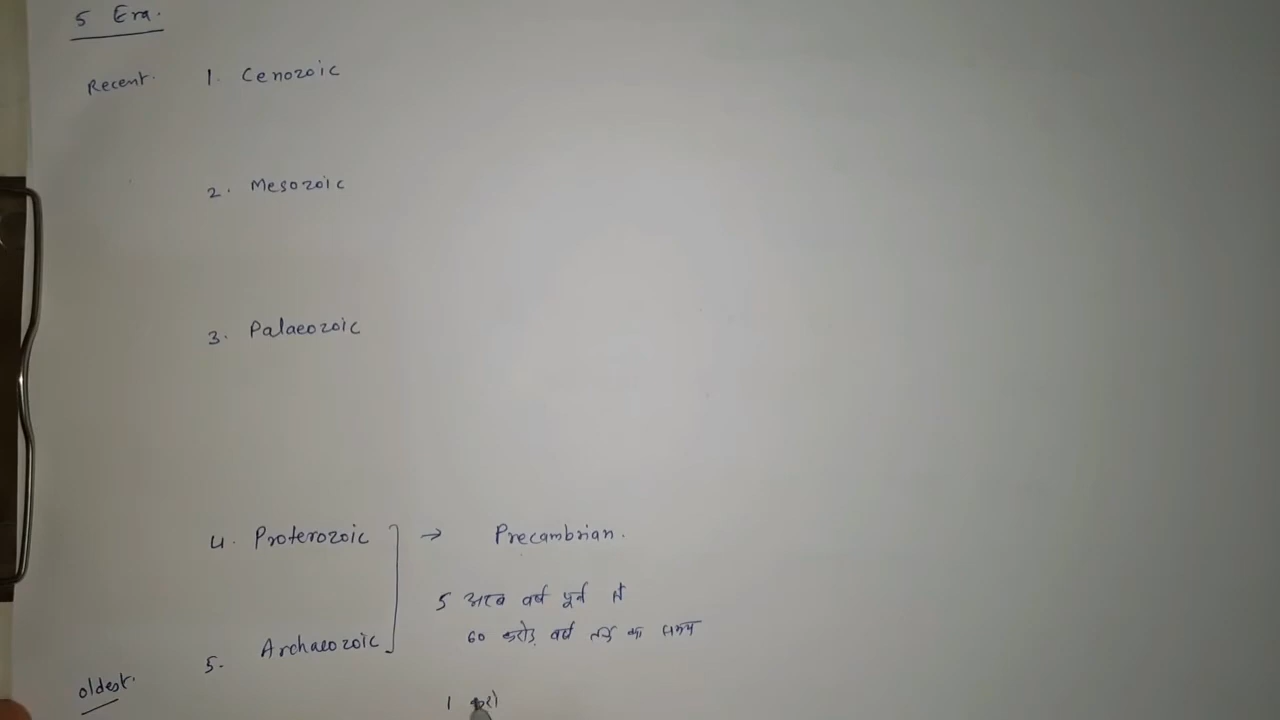 5 Era.
Recent. 1. Cenozoic
2. Mesozoic
3. Palaeozoic
4. Proterozoic → Precambrian.
5 अरब वर्ष पूर्व से
60 करोड़ वर्ष तक का समय
5. Archaeozoic
oldest.
1